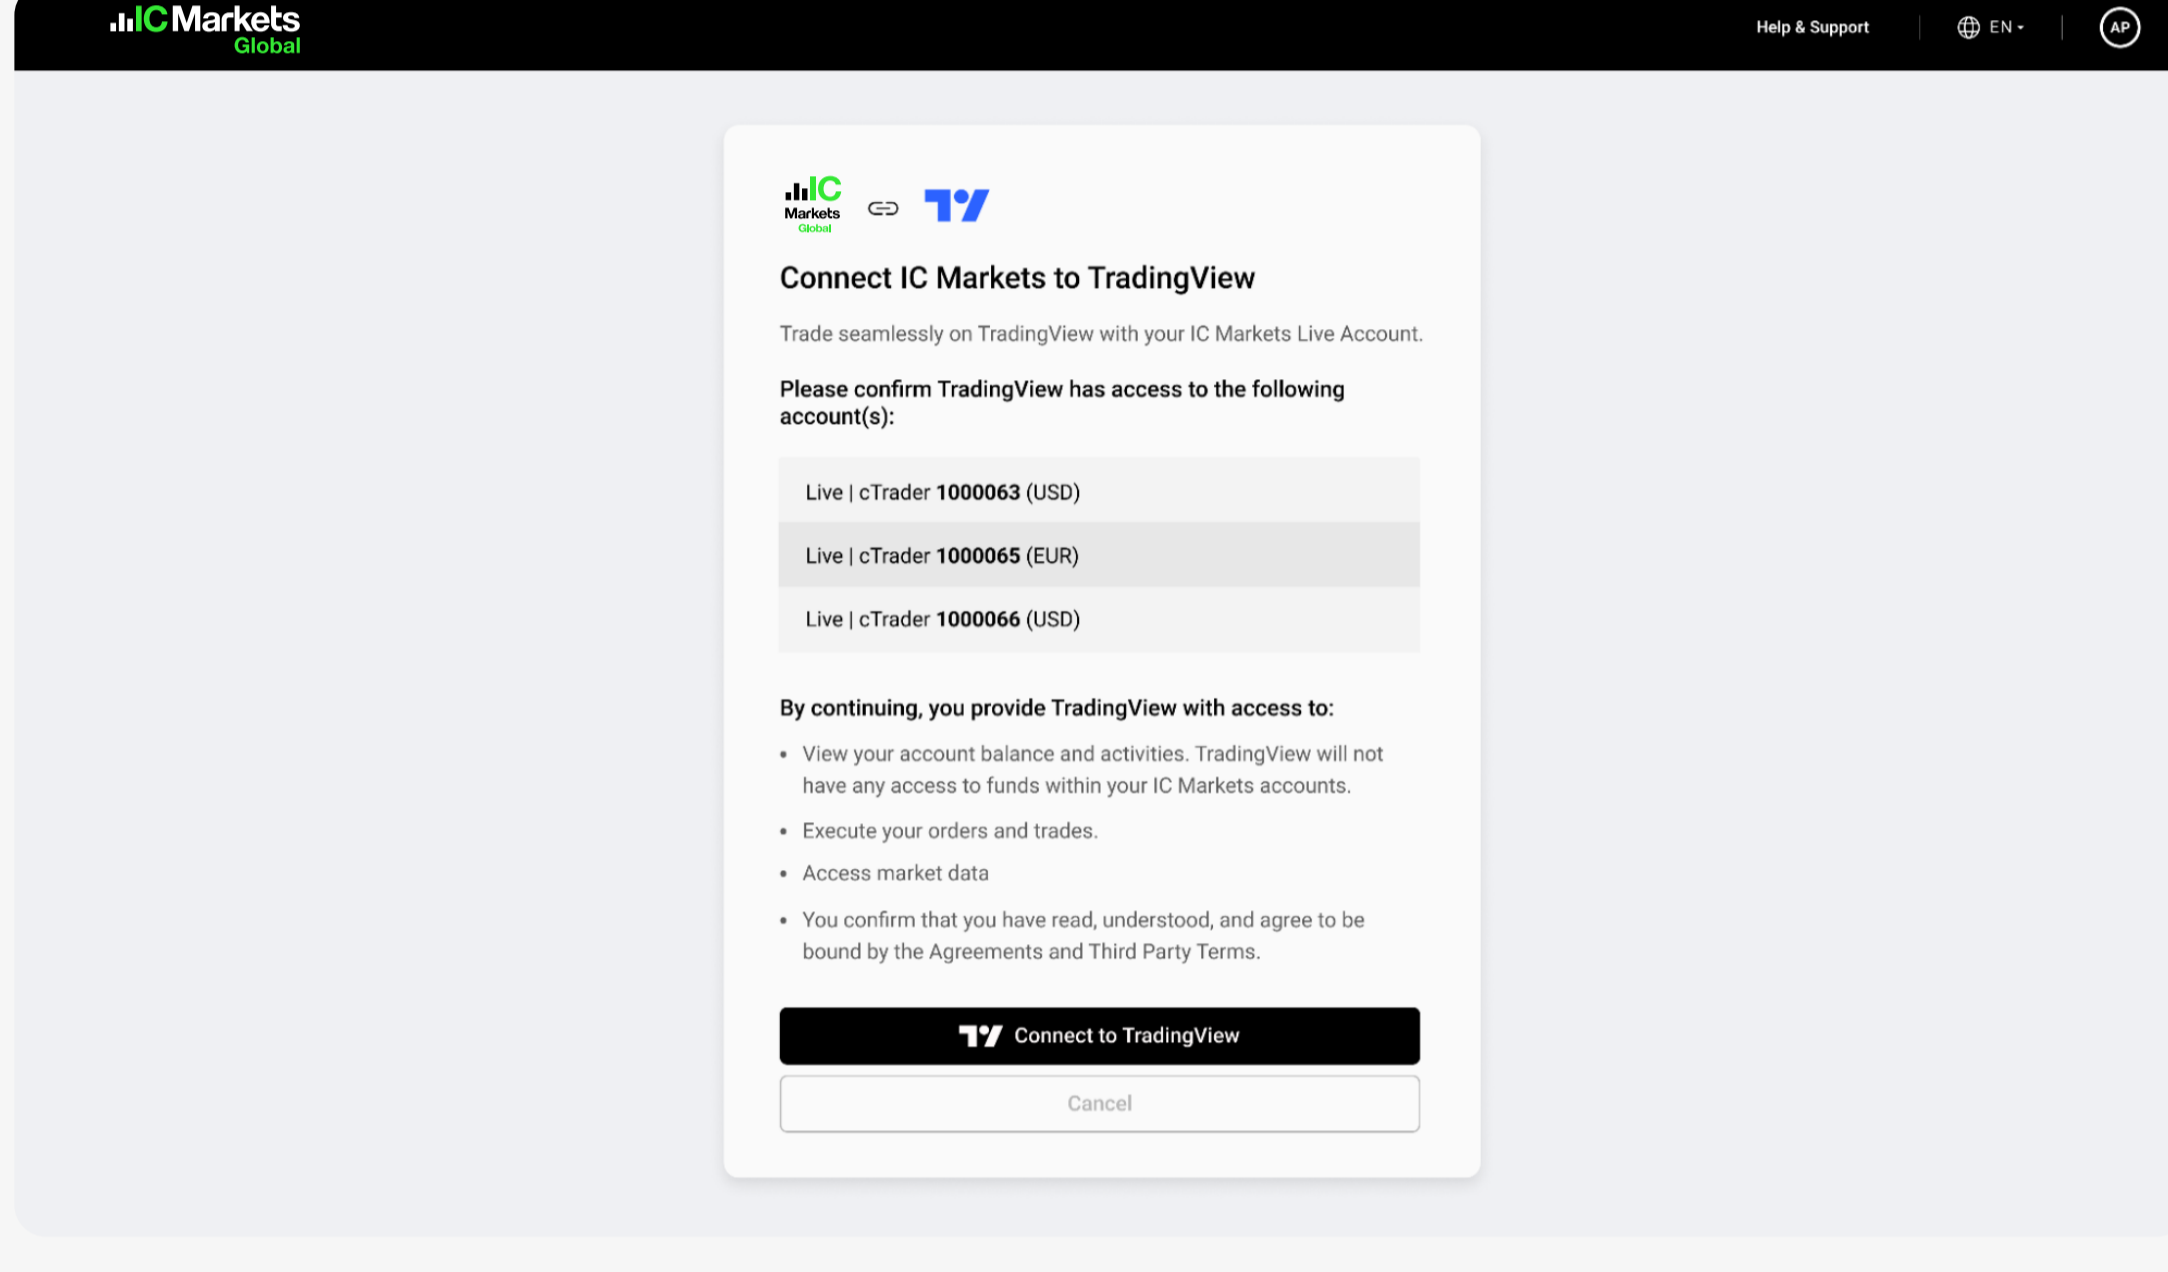 IC Markets
Global
Help & Support
EN
AP
IC
Markets
Global
Connect IC Markets to TradingView
Trade seamlessly on TradingView with your IC Markets Live Account.
Please confirm TradingView has access to the following
account(s):
Live | cTrader 1000063 (USD)
Live | cTrader 1000065 (EUR)
Live | cTrader 1000066 (USD)
By continuing, you provide TradingView with access to:
• View your account balance and activities. TradingView will not
have any access to funds within your IC Markets accounts.
• Execute your orders and trades.
• Access market data
• You confirm that you have read, understood, and agree to be
bound by the Agreements and Third Party Terms.
Connect to TradingView
Cancel